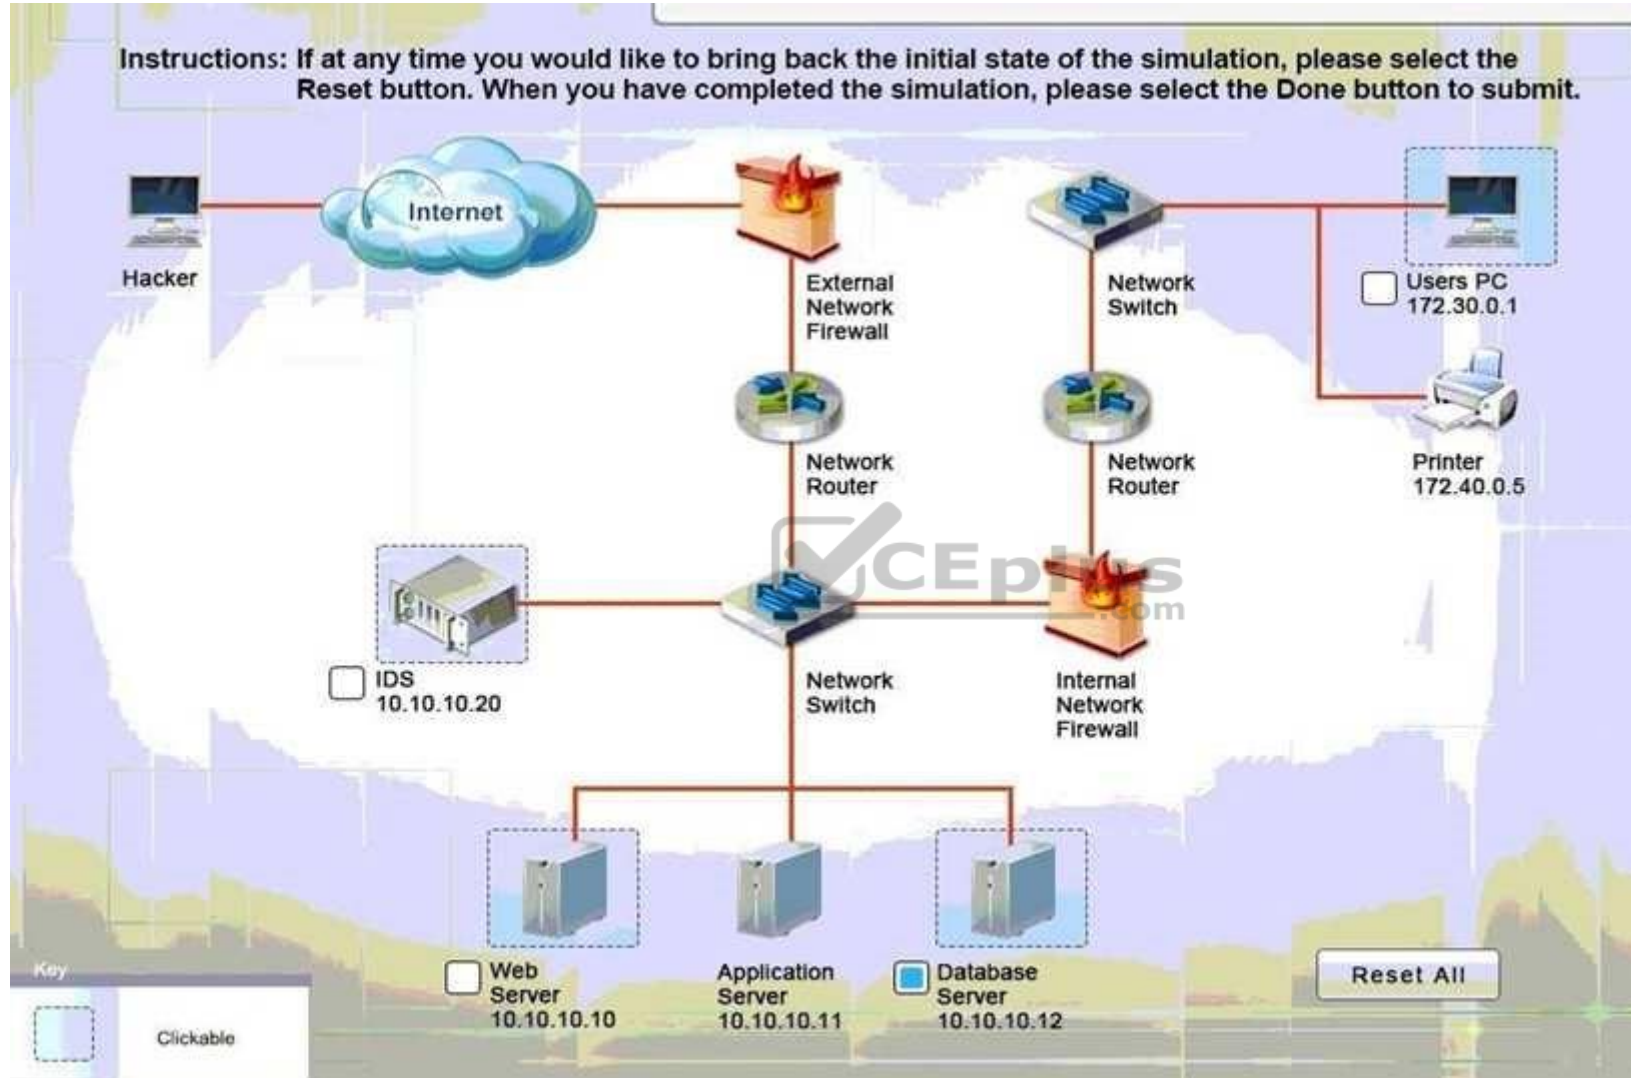 Instructions: If at any time you would like to bring back the initial state of the simulation, please select the
Reset button. When you have completed the simulation, please select the Done button to submit.
Internet
Hacker
External
Network
Firewall
Network
Switch
Users PC
172.30.0.1
Network
Router
Network
Router
Printer
172.40.0.5
CEplus
.com
IDS
10.10.10.20
Network
Switch
Internal
Network
Firewall
Web
Server
10.10.10.10
Application
Server
10.10.10.11
Database
Server
10.10.10.12
Reset All
Key
Clickable